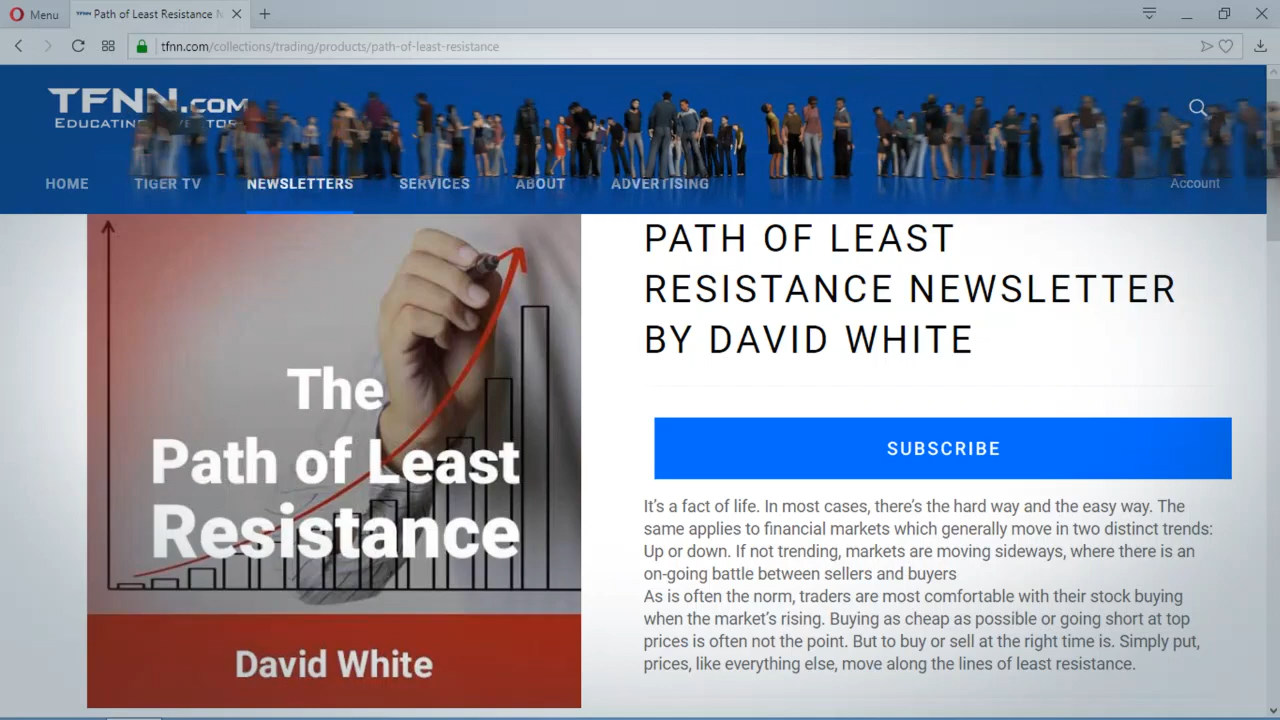 Menu
Path of Least Resistance N
tfnn.com/collections/trading/products/path-of-least-resistance
TFNN.COM
EDUCATING INVESTORS
HOME TIGER TV NEWSLETTERS SERVICES ABOUT ADVERTISING Account
The
Path of Least
Resistance
David White
PATH OF LEAST
RESISTANCE NEWSLETTER
BY DAVID WHITE
SUBSCRIBE
It's a fact of life. In most cases, there's the hard way and the easy way. The
same applies to financial markets which generally move in two distinct trends:
Up or down. If not trending, markets are moving sideways, where there is an
on-going battle between sellers and buyers
As is often the norm, traders are most comfortable with their stock buying
when the market's rising. Buying as cheap as possible or going short at top
prices is often not the point. But to buy or sell at the right time is. Simply put,
prices, like everything else, move along the lines of least resistance.